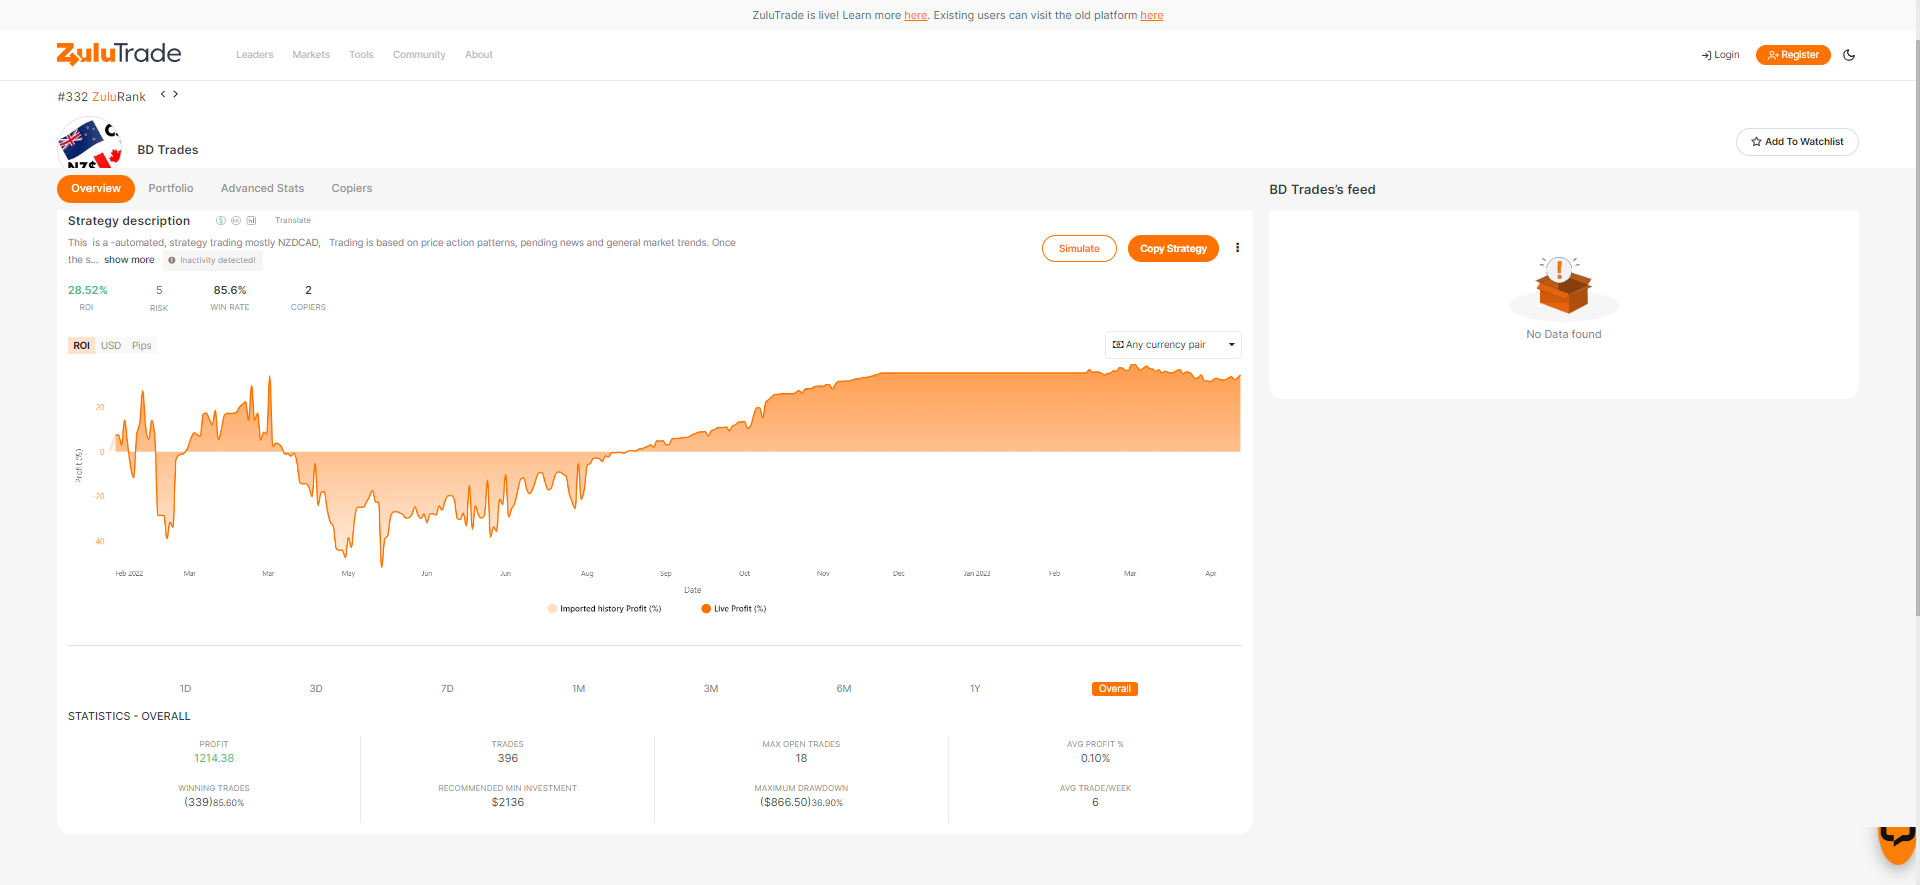 ZuluTrade is live! Learn more here. Existing users can visit the old platform here
ZuluTrade
Leaders Markets Tools Community About
Login Register
#332 ZuluRank
BD Trades
Add To Watchlist
Overview Portfolio Advanced Stats Copiers
BD Trades's feed
Strategy description Translate
This is a -automated, strategy trading mostly NZDCAD, Trading is based on price action patterns, pending news and general market trends. Once
the s... show more Inactivity detected!
Simulate Copy Strategy
28.52% 5 85.6% 2
ROI RISK WIN RATE COPIERS
No Data found
ROI USD Pips
Any currency pair
Profit (%)
20
0
-20
40
Feb 2022 Mar Mar May Jun Jun Aug Sep Oct Nov Dec Jan 2023 Feb Mar Apr
Date
Imported history Profit (%) Live Profit (%)
1D 3D 7D 1M 3M 6M 1Y Overall
STATISTICS - OVERALL
PROFIT TRADES MAX OPEN TRADES AVG PROFIT %
1214.38 396 18 0.10%
WINNING TRADES RECOMMENDED MIN INVESTMENT MAXIMUM DRAWDOWN AVG TRADE/WEEK
(339)85.60% $2136 ($866.50)36.90% 6